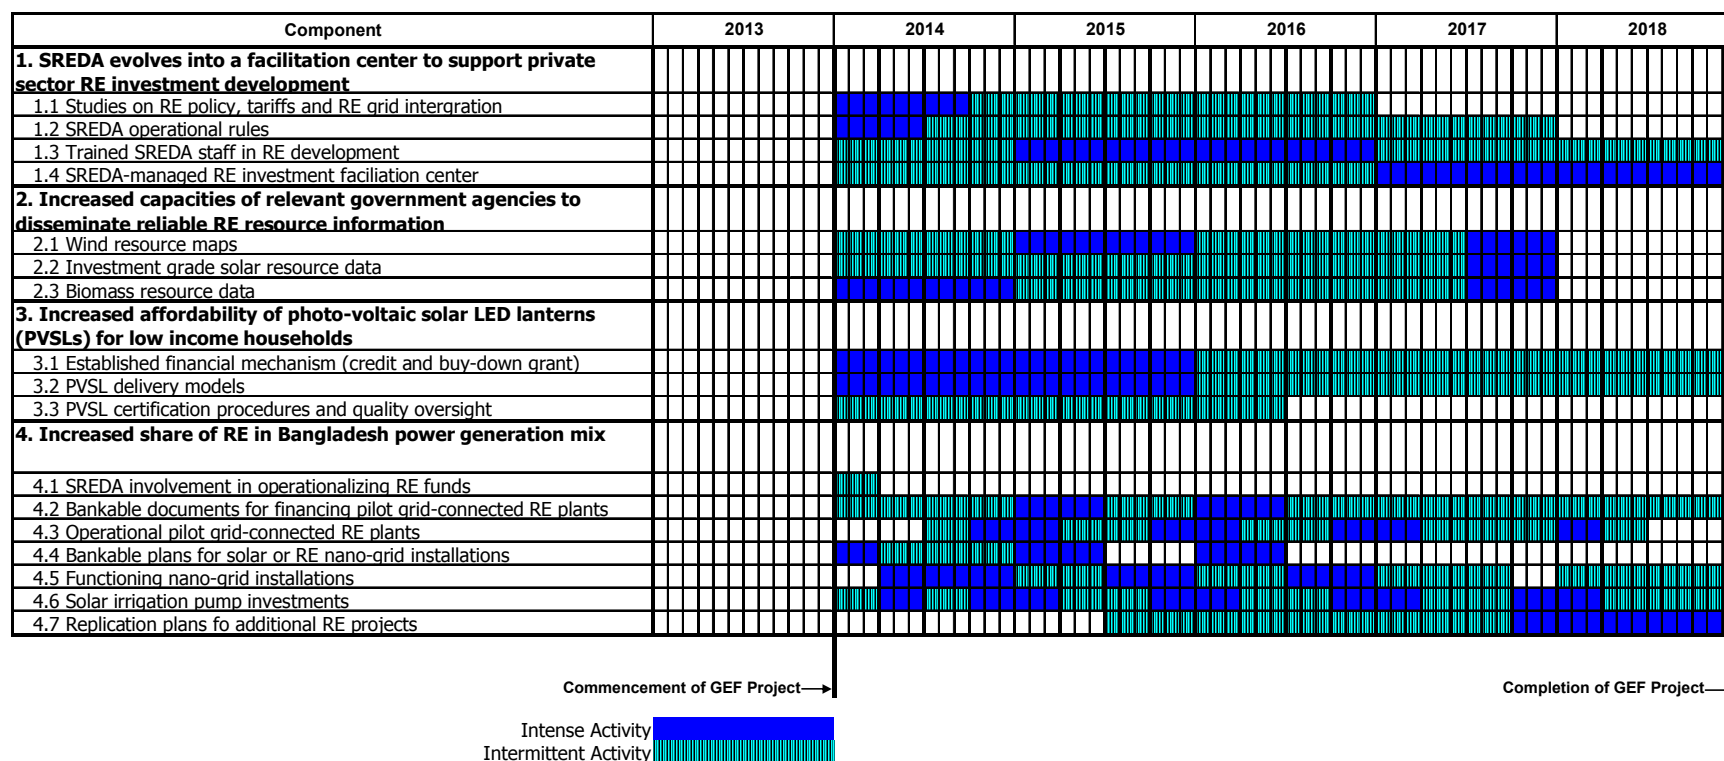 Component 2013 2014 2015 2016 2017 2018
1. SREDA evolves into a facilitation center to support private
sector RE investment development
1.1 Studies on RE policy, tariffs and RE grid intergration
1.2 SREDA operational rules
1.3 Trained SREDA staff in RE development
1.4 SREDA-managed RE investment faciliation center
2. Increased capacities of relevant government agencies to
disseminate reliable RE resource information
2.1 Wind resource maps
2.2 Investment grade solar resource data
2.3 Biomass resource data
3. Increased affordability of photo-voltaic solar LED lanterns
(PVSLs) for low income households
3.1 Established financial mechanism (credit and buy-down grant)
3.2 PVSL delivery models
3.3 PVSL certification procedures and quality oversight
4. Increased share of RE in Bangladesh power generation mix
4.1 SREDA involvement in operationalizing RE funds
4.2 Bankable documents for financing pilot grid-connected RE plants
4.3 Operational pilot grid-connected RE plants
4.4 Bankable plans for solar or RE nano-grid installations
4.5 Functioning nano-grid installations
4.6 Solar irrigation pump investments
4.7 Replication plans fo additional RE projects
Commencement of GEF Project Completion of GEF Project
Intense Activity
Intermittent Activity